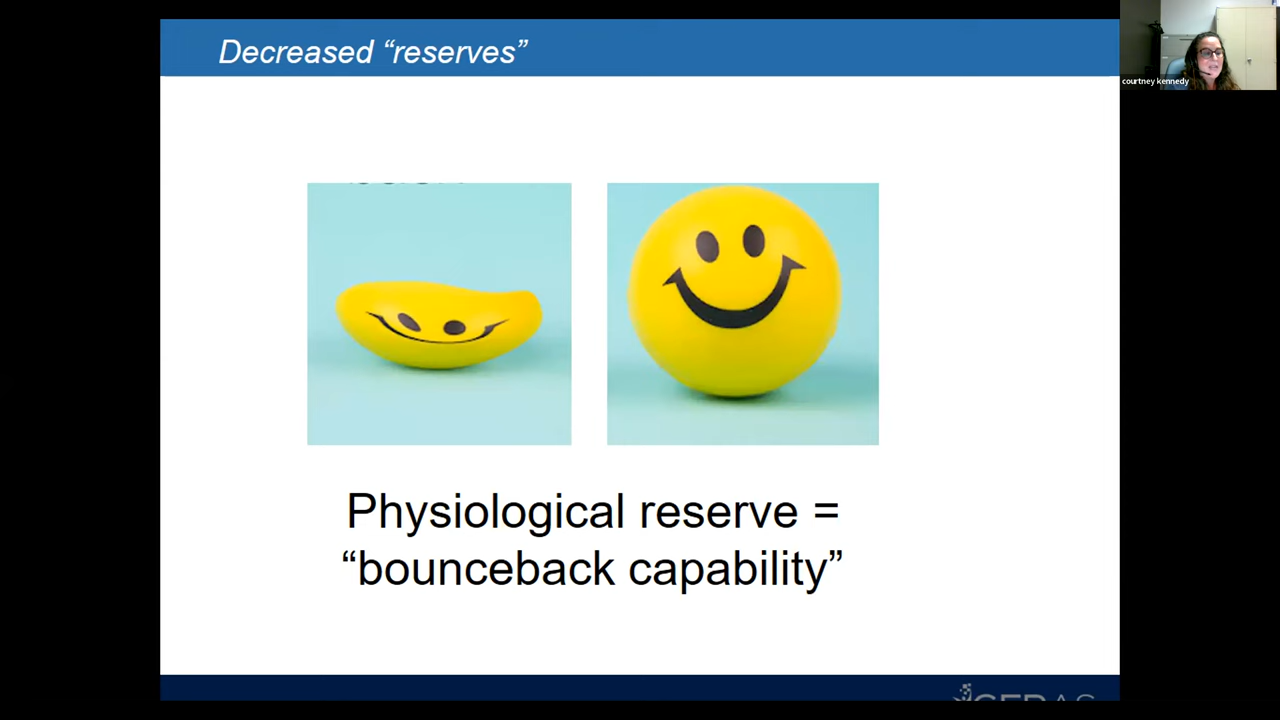 Decreased “reserves”
courtney kennedy
Physiological reserve =
“bounceback capability”